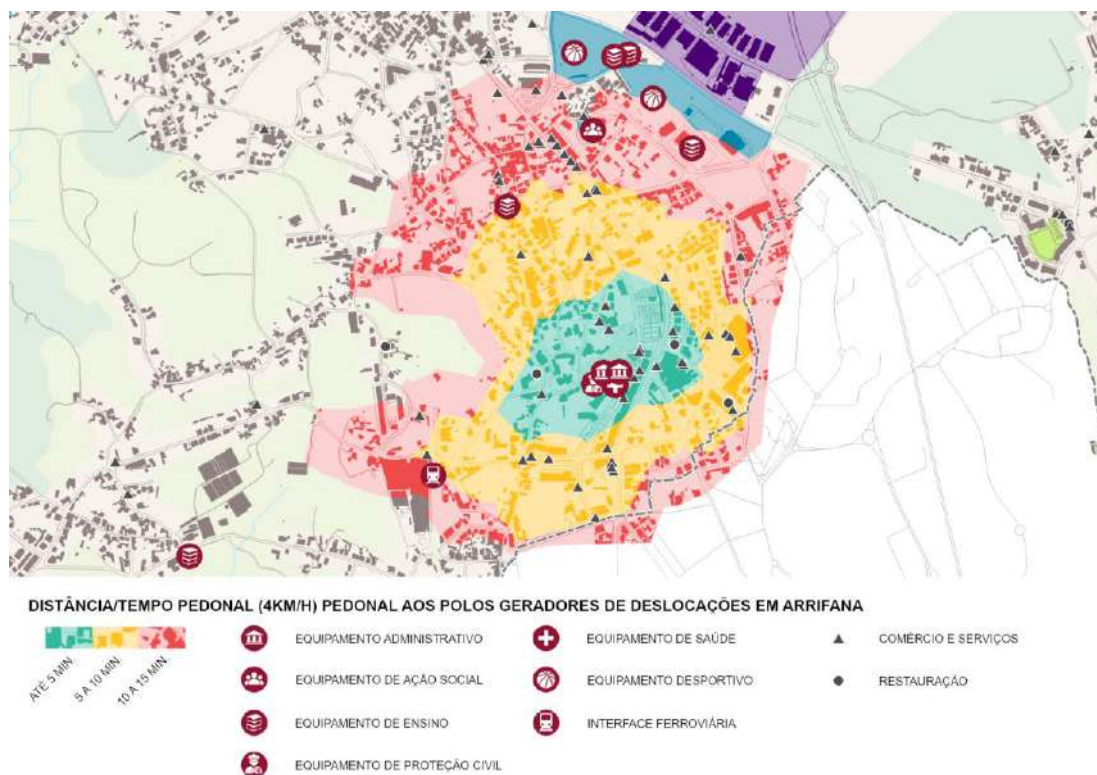 DISTÂNCIA/TEMPO PEDONAL (4KM/H) PEDONAL AOS POLOS GERADORES DE DESLOCAÇÕES EM ARRIFANA
ATÉ 5 MIN.
5 A 10 MIN.
10 A 15 MIN.
EQUIPAMENTO ADMINISTRATIVO
EQUIPAMENTO DE AÇÃO SOCIAL
EQUIPAMENTO DE ENSINO
EQUIPAMENTO DE PROTEÇÃO CIVIL
EQUIPAMENTO DE SAÚDE
EQUIPAMENTO DESPORTIVO
INTERFACE FERROVIÁRIA
COMÉRCIO E SERVIÇOS
RESTAURAÇÃO